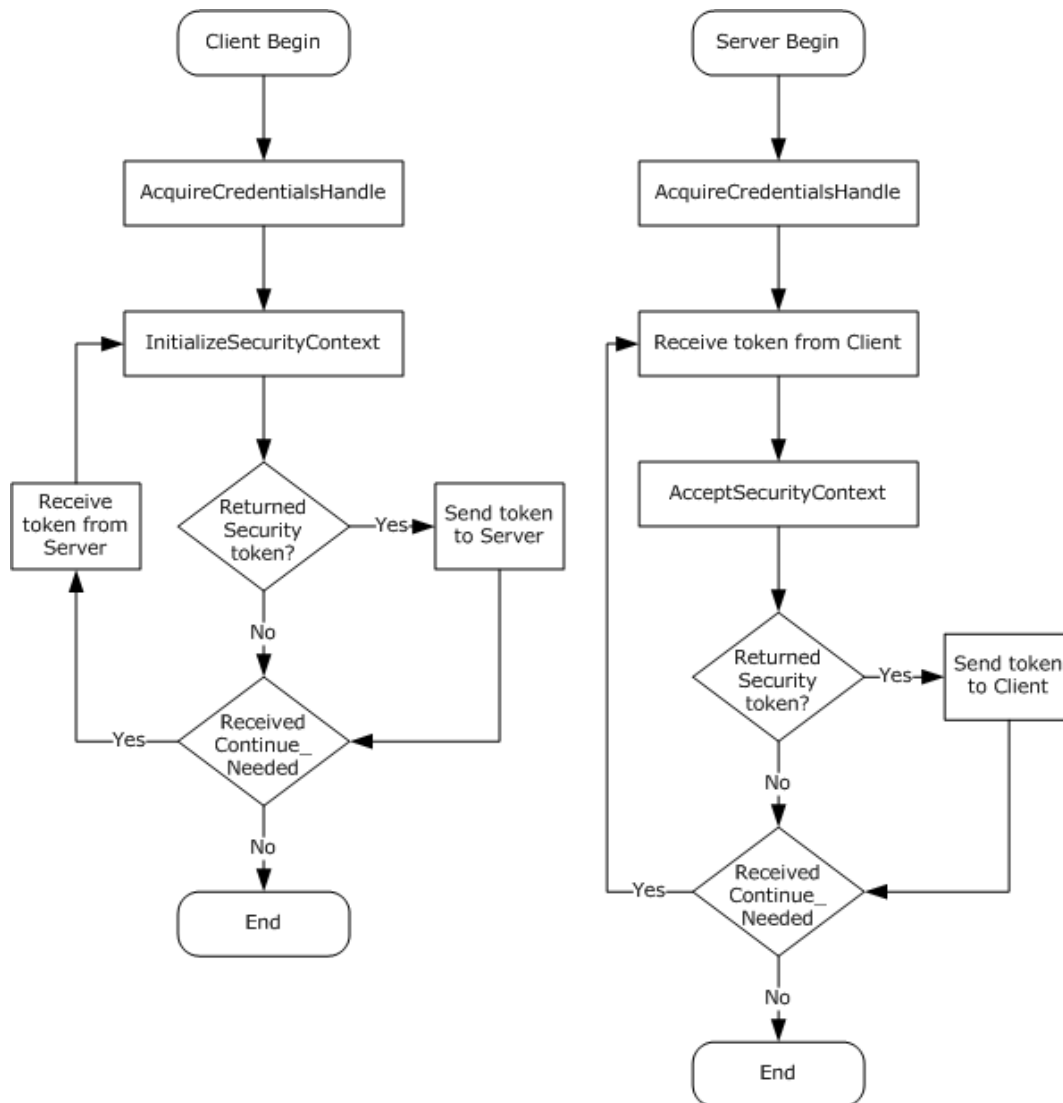 Client Begin
AcquireCredentialsHandle
InitializeSecurityContext
Receive
token from
Server
Returned
Security
token?
Yes
Send token
to Server
No
Yes
Received
Continue_
Needed
No
End
Server Begin
AcquireCredentialsHandle
Receive token from Client
AcceptSecurityContext
Returned
Security
token?
Yes
Send token
to Client
No
Yes
Received
Continue_
Needed
No
End